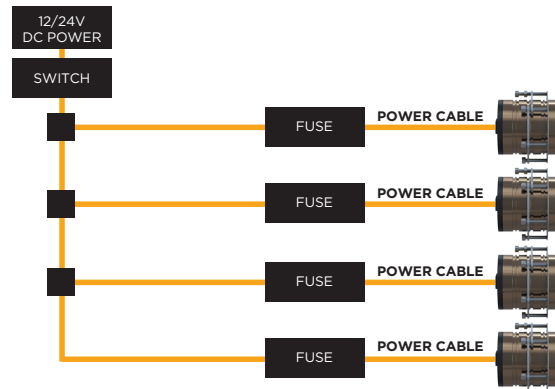 12/24V
DC POWER
SWITCH
FUSE
POWER CABLE
FUSE
POWER CABLE
FUSE
POWER CABLE
FUSE
POWER CABLE